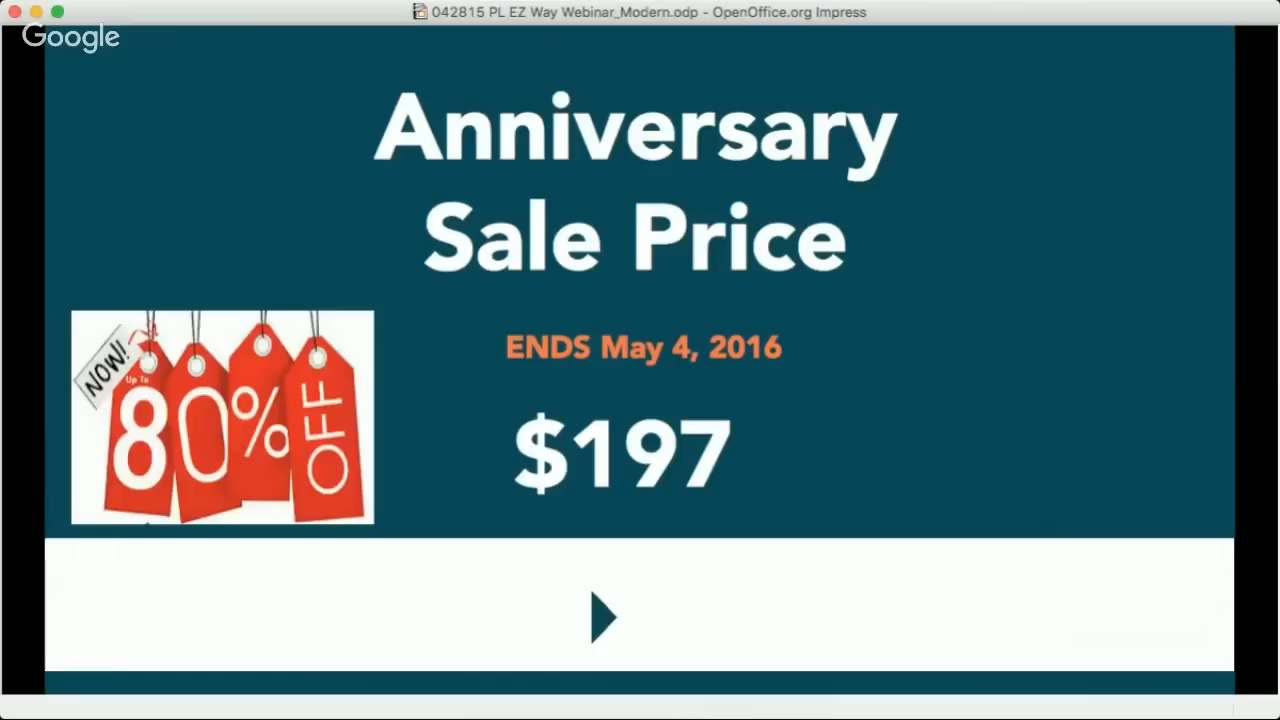 042815 PL EZ Way Webinar_Modern.odp - OpenOffice.org Impress
Google
Anniversary
Sale Price
ENDS May 4, 2016
NOW!
Up To
80% OFF
$197